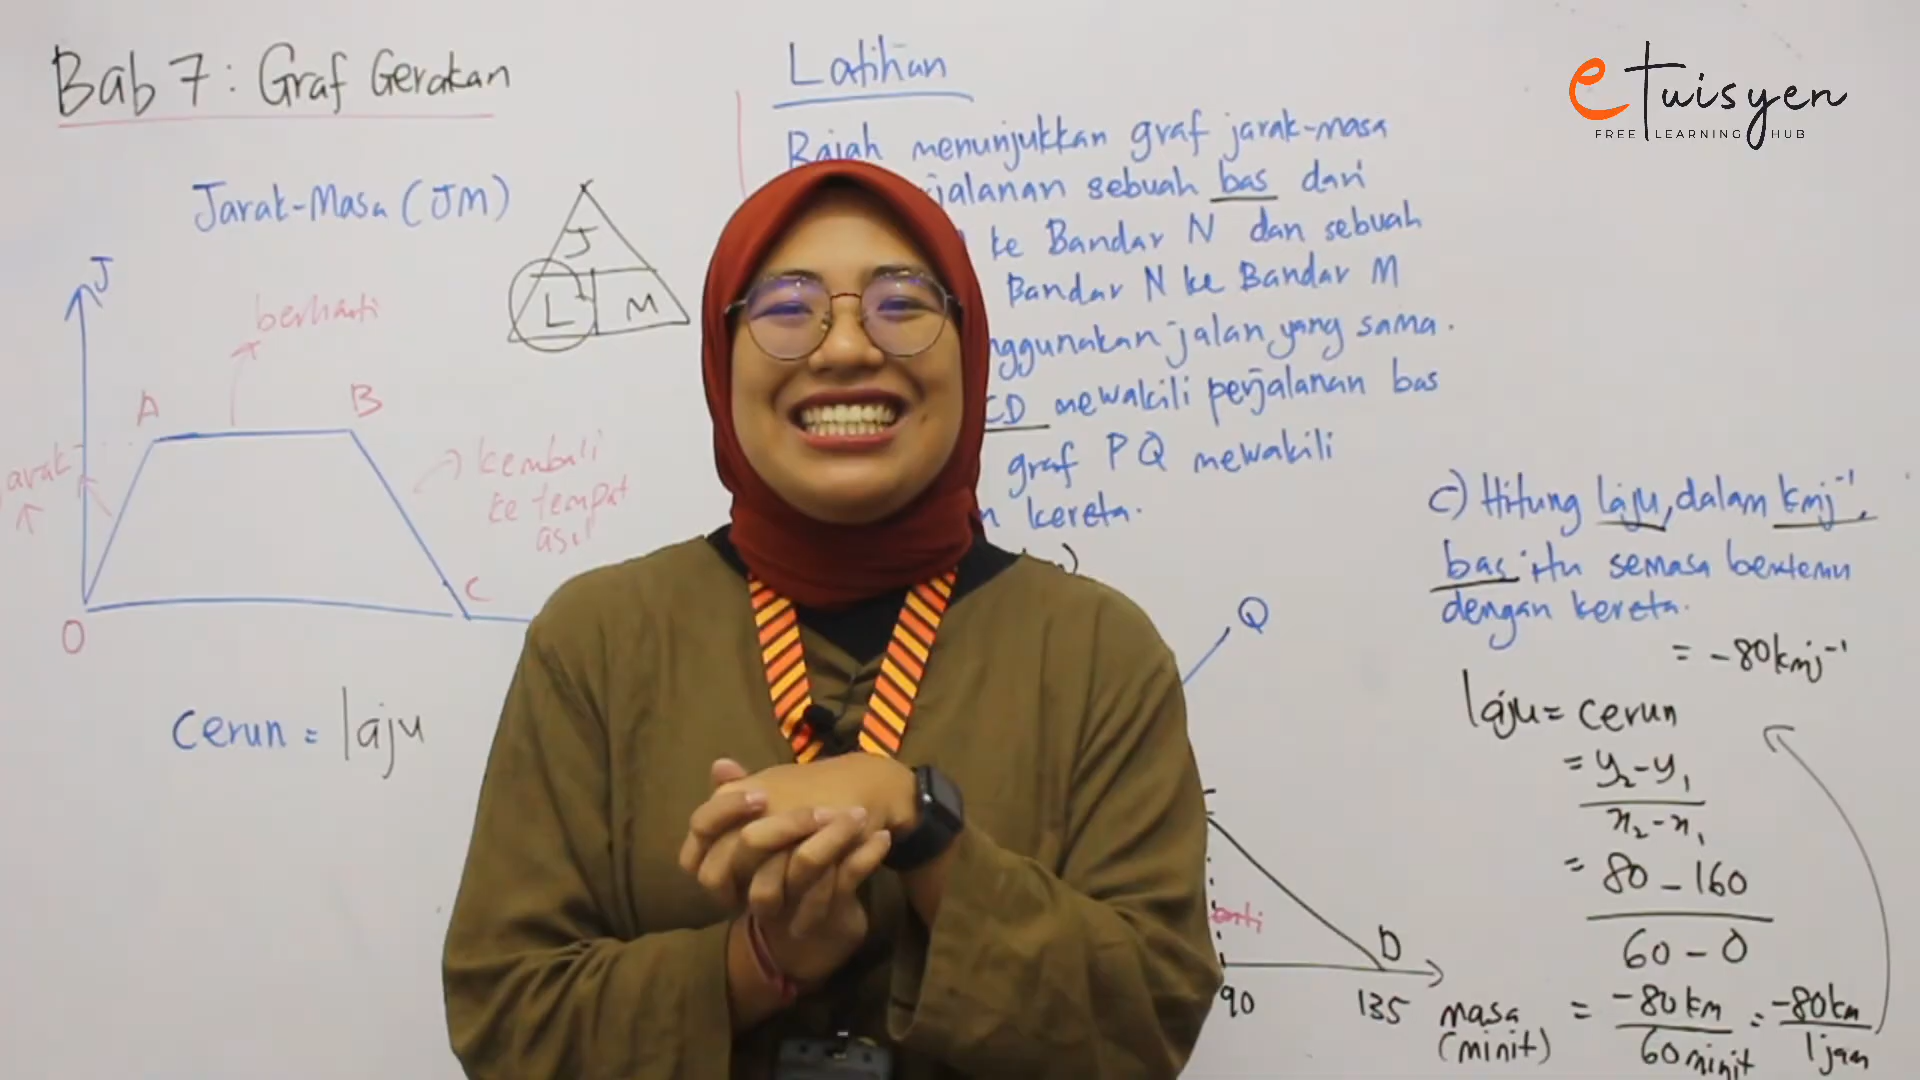 Bab 7 : Graf Gerakan
Jarak-Masa (JM)
J
L
M
J
berhenti
A
B
arak
kembali
ke tempat
asal
O
C
cerun = laju
Latihan
Rajah menunjukkan graf jarak-masa
jalanan sebuah bas dari
ke Bandar N dan sebuah
Bandar N ke Bandar M
nggunakan jalan yang sama.
CD mewakili perjalanan bas
graf PQ mewakili
n kereta.
Q
D
90
135
masa
(minit)
e Tuisyen
FREE LEARNING HUB
c) Hitung laju, dalam kmj⁻¹,
bas itu semasa bertemu
dengan kereta.
= -80kmj⁻¹
laju = cerun
= y₂-y₁
x₂-x₁
= 80 - 160
60 - 0
= -80km = -80km
60minit 1jam